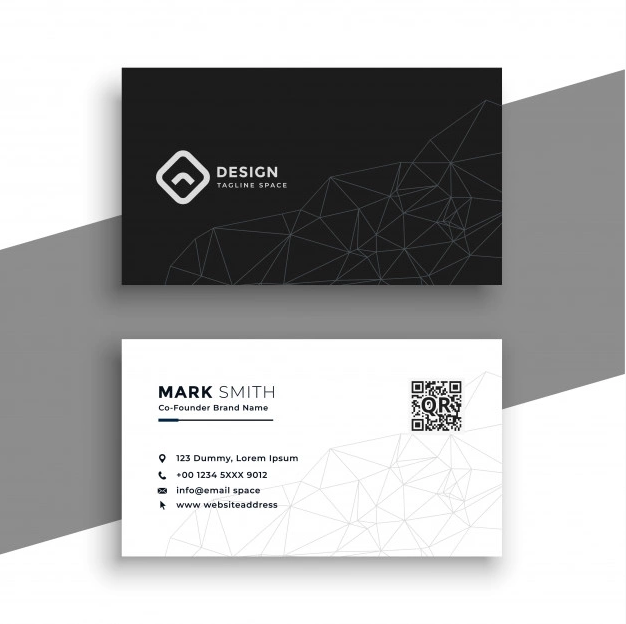 DESIGN
TAGLINE SPACE
MARK SMITH
Co-Founder Brand Name
QR
123 Dummy, Lorem Ipsum
+00 1234 5XXX 9012
info@email space
www websiteaddress